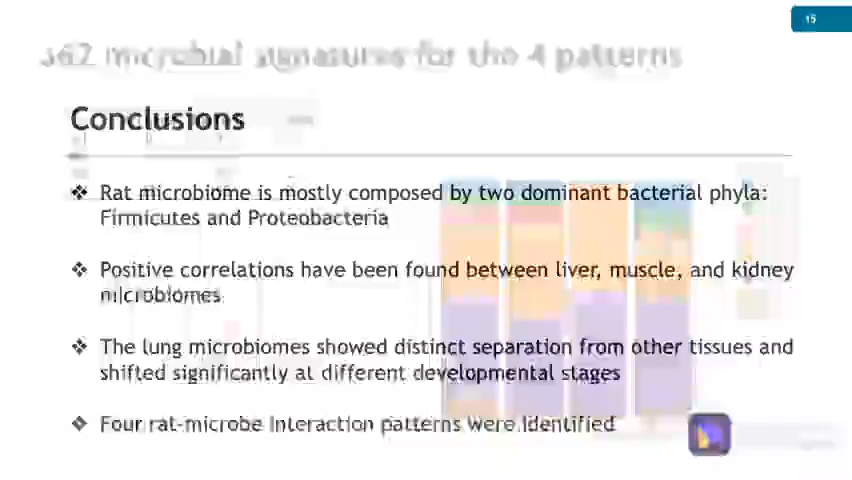 15
362 microbial signatures for the 4 patterns
Conclusions
❖ Rat microbiome is mostly composed by two dominant bacterial phyla:
Firmicutes and Proteobacteria
❖ Positive correlations have been found between liver, muscle, and kidney
microbiomes
❖ The lung microbiomes showed distinct separation from other tissues and
shifted significantly at different developmental stages
❖ Four rat-microbe interaction patterns were identified